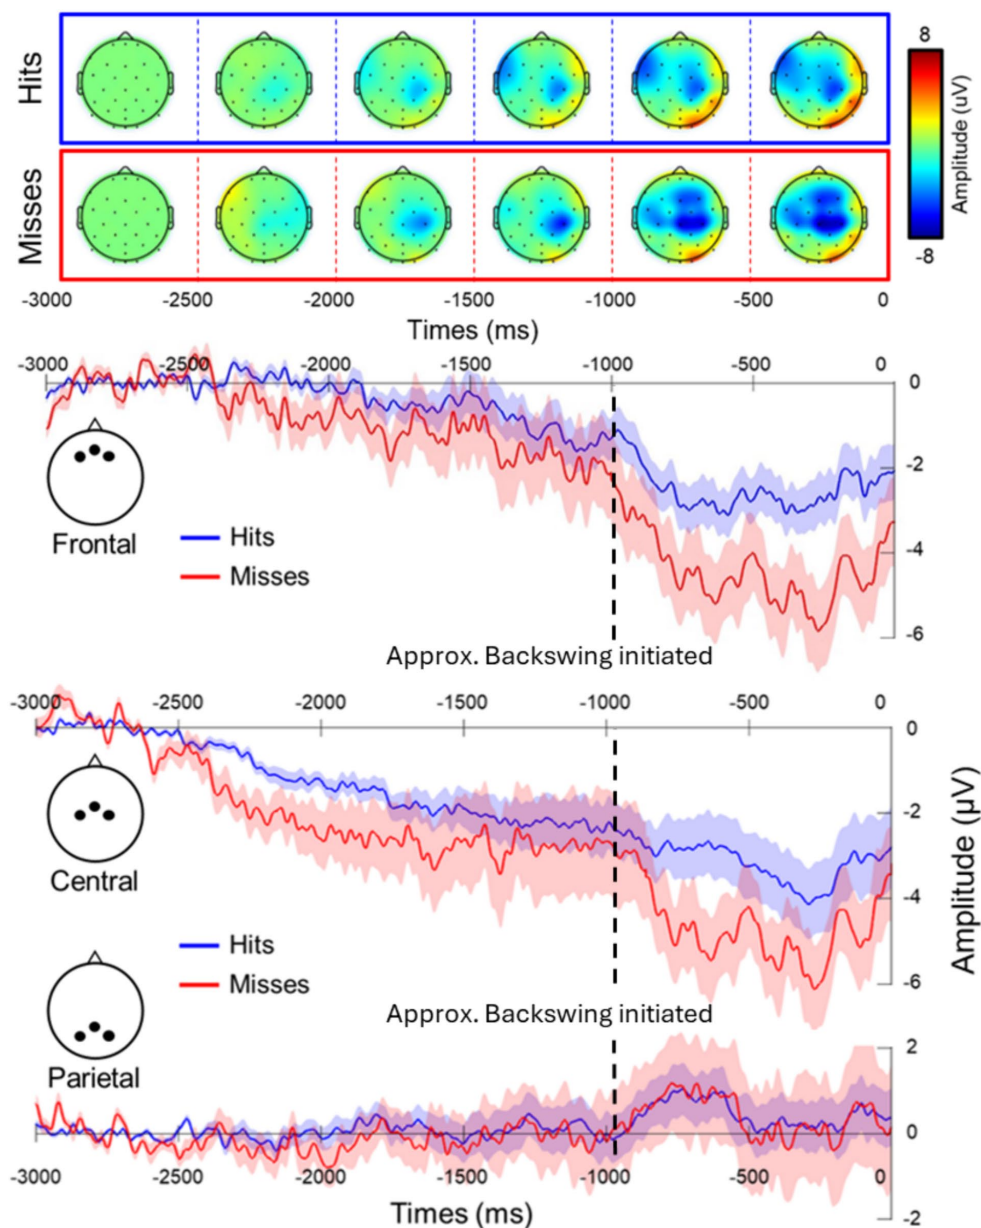 Hits
8
Amplitude (uV)
-8
Misses
-3000 -2500 -2000 -1500 -1000 -500 0
Times (ms)
-3000 -2500 -2000 -1500 -1000 -500 0
0
-2
-4
-6
Frontal
Hits
Misses
Approx. Backswing initiated
-3000 -2500 -2000 -1500 -1000 -500 0
0
-2
-4
-6
Central
Amplitude (µV)
Hits
Misses
Approx. Backswing initiated
Parietal
2
0
-2
-3000 -2500 -2000 -1500 -1000 -500 0
Times (ms)